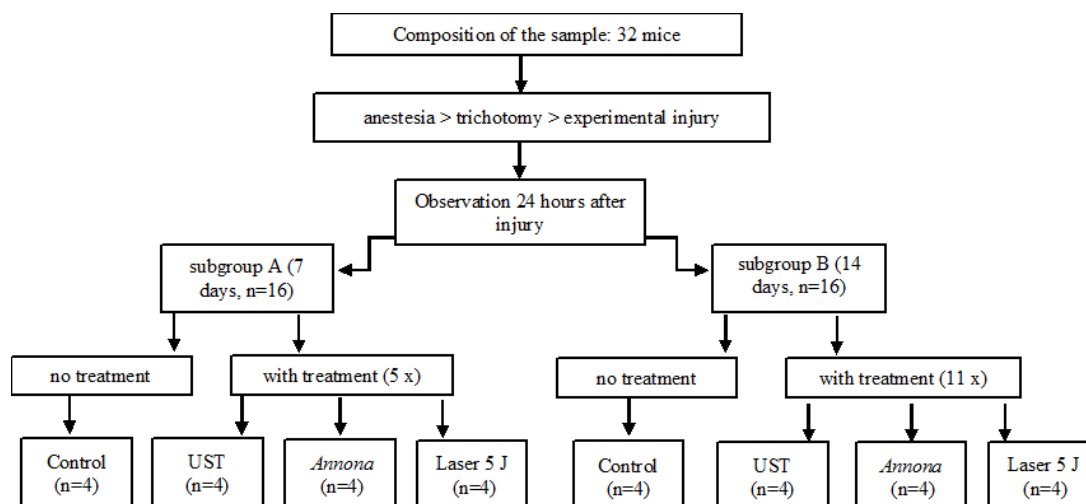 Composition of the sample: 32 mice
anestesia > trichotomy > experimental injury
Observation 24 hours after
injury
subgroup A (7
days, n=16)
subgroup B (14
days, n=16)
no treatment
with treatment (5 x)
no treatment
with treatment (11 x)
Control
(n=4)
UST
(n=4)
Annona
(n=4)
Laser 5 J
(n=4)
Control
(n=4)
UST
(n=4)
Annona
(n=4)
Laser 5 J
(n=4)